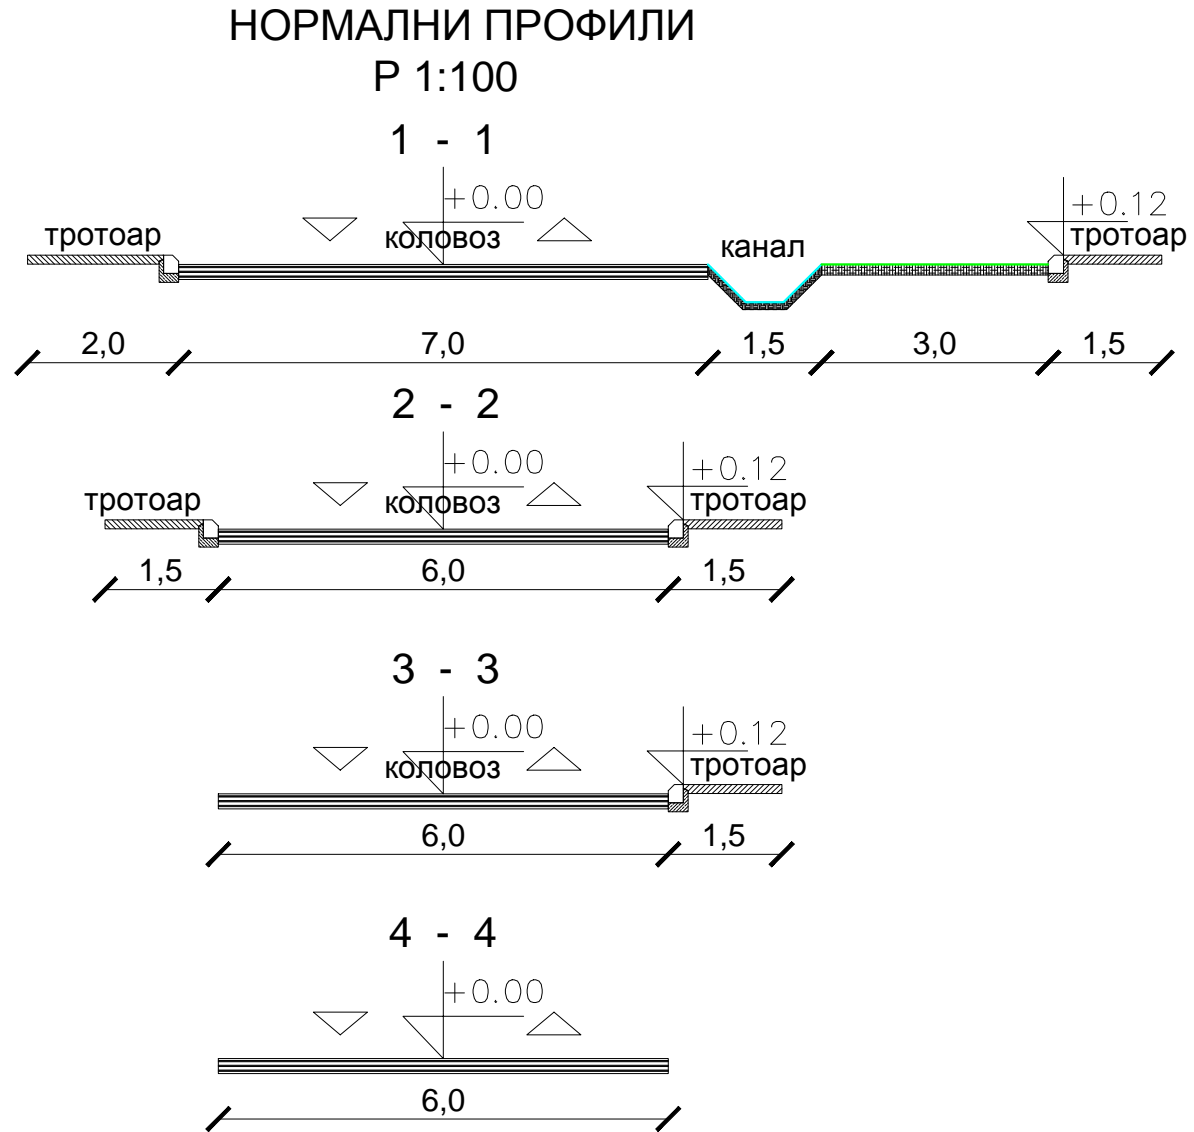 НОРМАЛНИ ПРОФИЛИ
Р 1:100
1 - 1
+0.00
+0.12
тротоар
коловоз
канал
тротоар
2,0 7,0 1,5 3,0 1,5
2 - 2
+0.00
+0.12
тротоар
коловоз
тротоар
1,5 6,0 1,5
3 - 3
+0.00
+0.12
коловоз
тротоар
6,0 1,5
4 - 4
+0.00
6,0